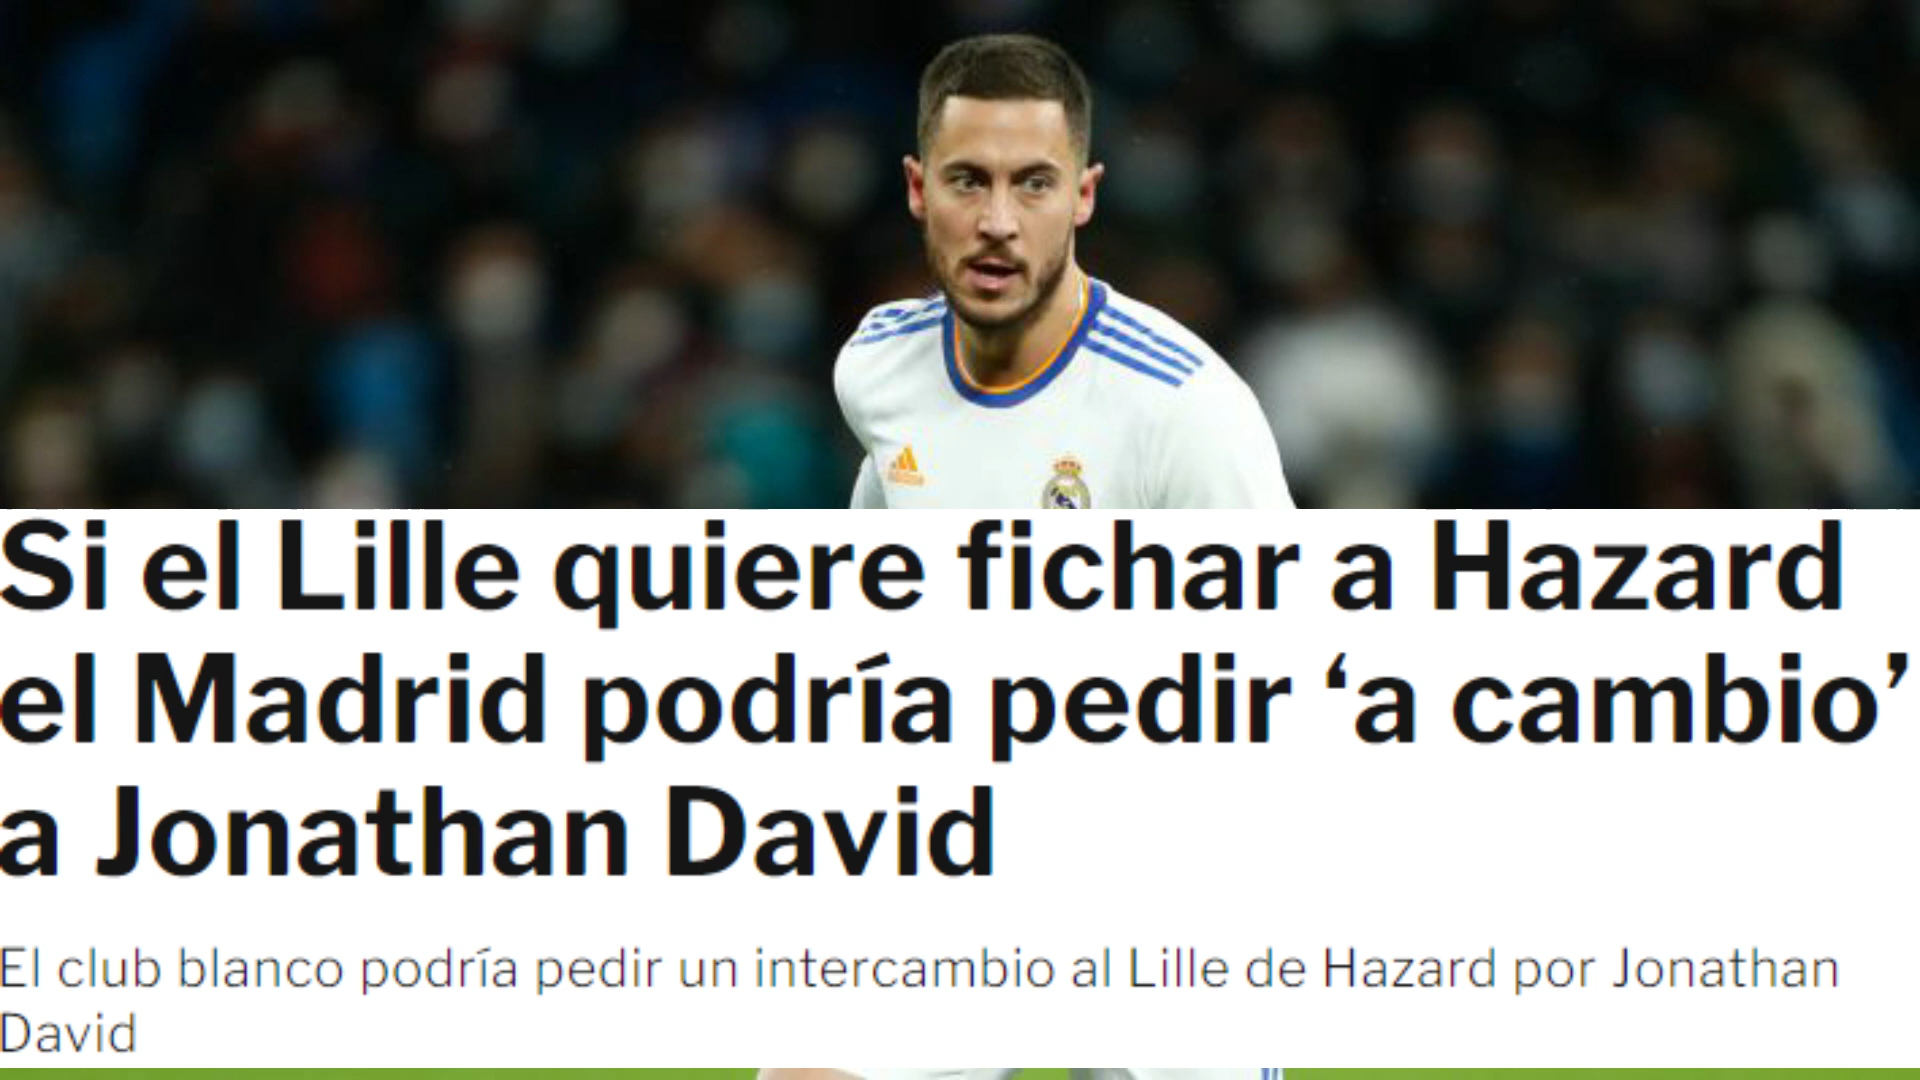 Si el Lille quiere fichar a Hazard
el Madrid podría pedir ‘a cambio’
a Jonathan David
El club blanco podría pedir un intercambio al Lille de Hazard por Jonathan
David